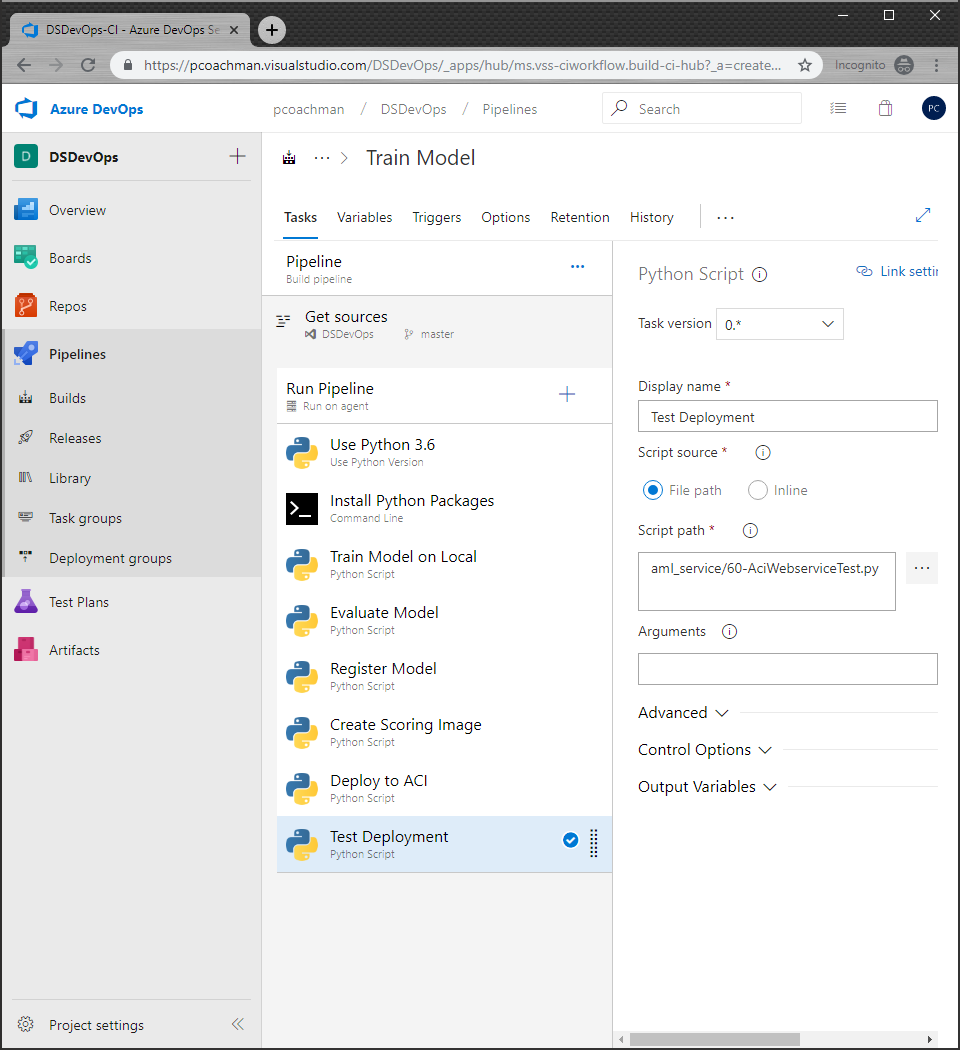 DSDevOps-CI - Azure DevOps Se
https://pcoachman.visualstudio.com/DSDevOps/_apps/hub/ms.vss-ciworkflow.build-ci-hub?_a=create...
Incognito
Azure DevOps
pcoachman / DSDevOps / Pipelines
Search
PC
D
DSDevOps
Overview
Boards
Repos
Pipelines
Builds
Releases
Library
Task groups
Deployment groups
Test Plans
Artifacts
Project settings
... > Train Model
Tasks
Variables
Triggers
Options
Retention
History
...
Pipeline
Build pipeline
...
Get sources
DSDevOps
master
Run Pipeline
Run on agent
Use Python 3.6
Use Python Version
Install Python Packages
Command Line
Train Model on Local
Python Script
Evaluate Model
Python Script
Register Model
Python Script
Create Scoring Image
Python Script
Deploy to ACI
Python Script
Test Deployment
Python Script
Python Script
Link settin
Task version
0.*
Display name *
Test Deployment
Script source *
File path
Inline
Script path *
aml_service/60-AciWebserviceTest.py
...
Arguments
Advanced
Control Options
Output Variables